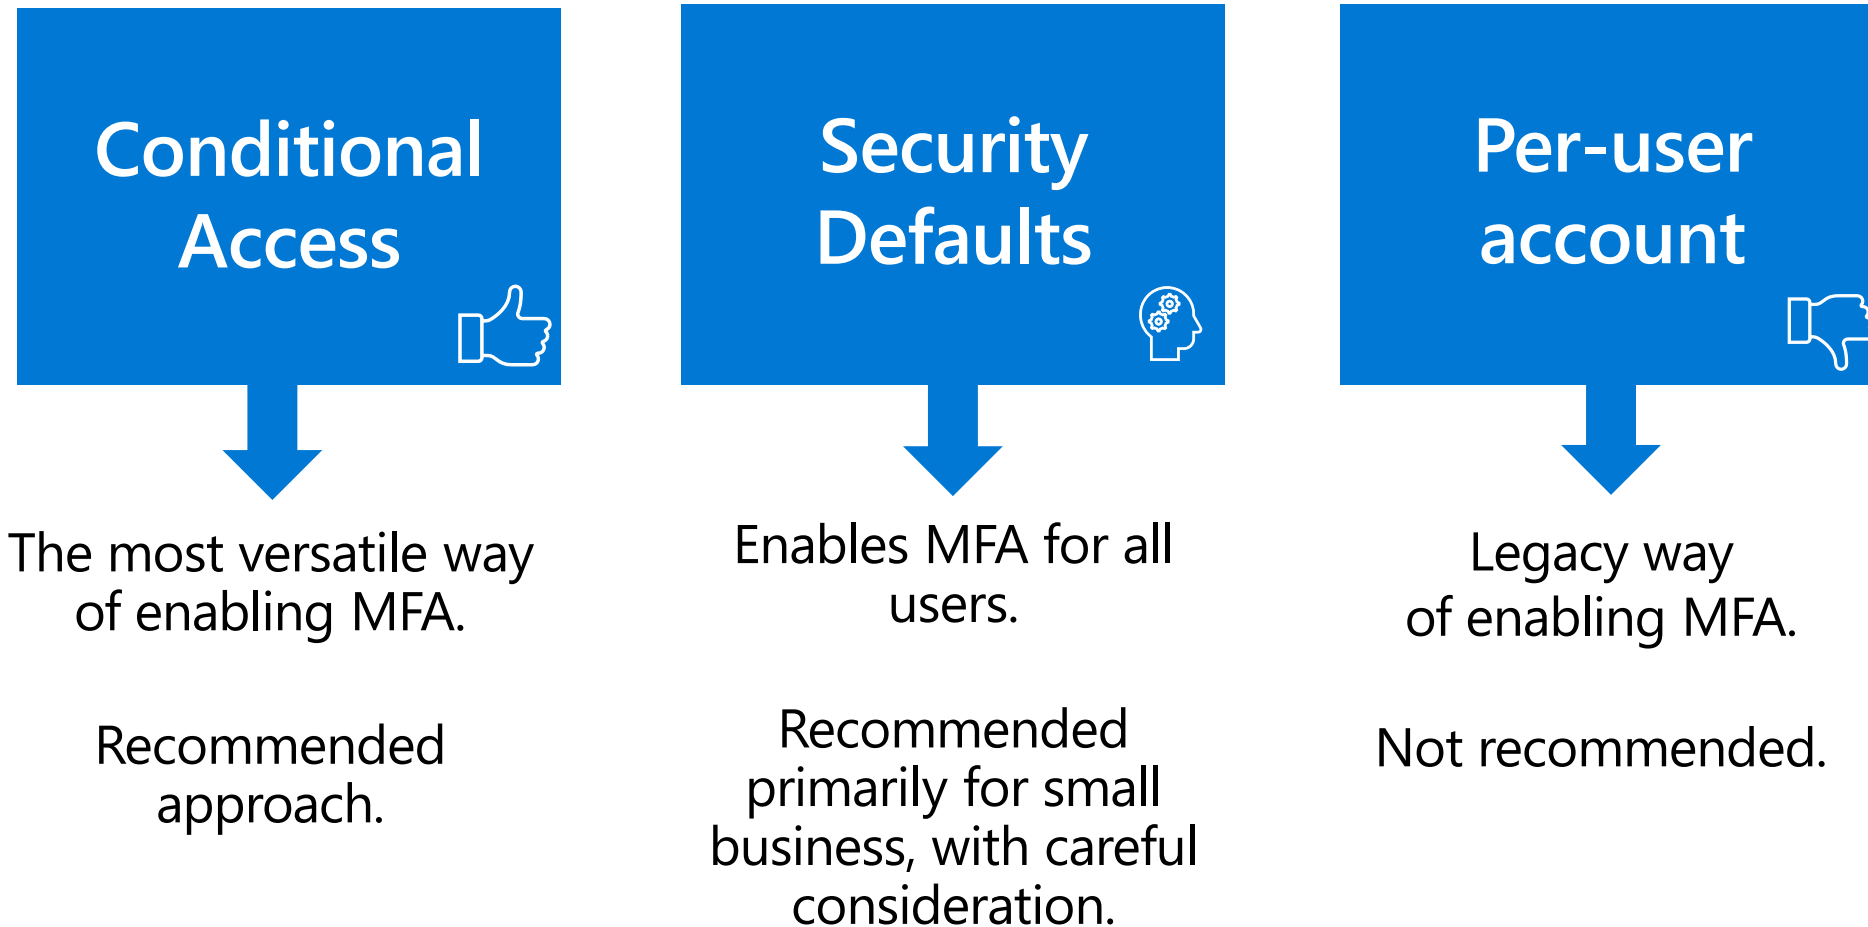 Conditional
Access
The most versatile way
of enabling MFA.
Recommended
approach.
Security
Defaults
Enables MFA for all
users.
Recommended
primarily for small
business, with careful
consideration.
Per-user
account
Legacy way
of enabling MFA.
Not recommended.